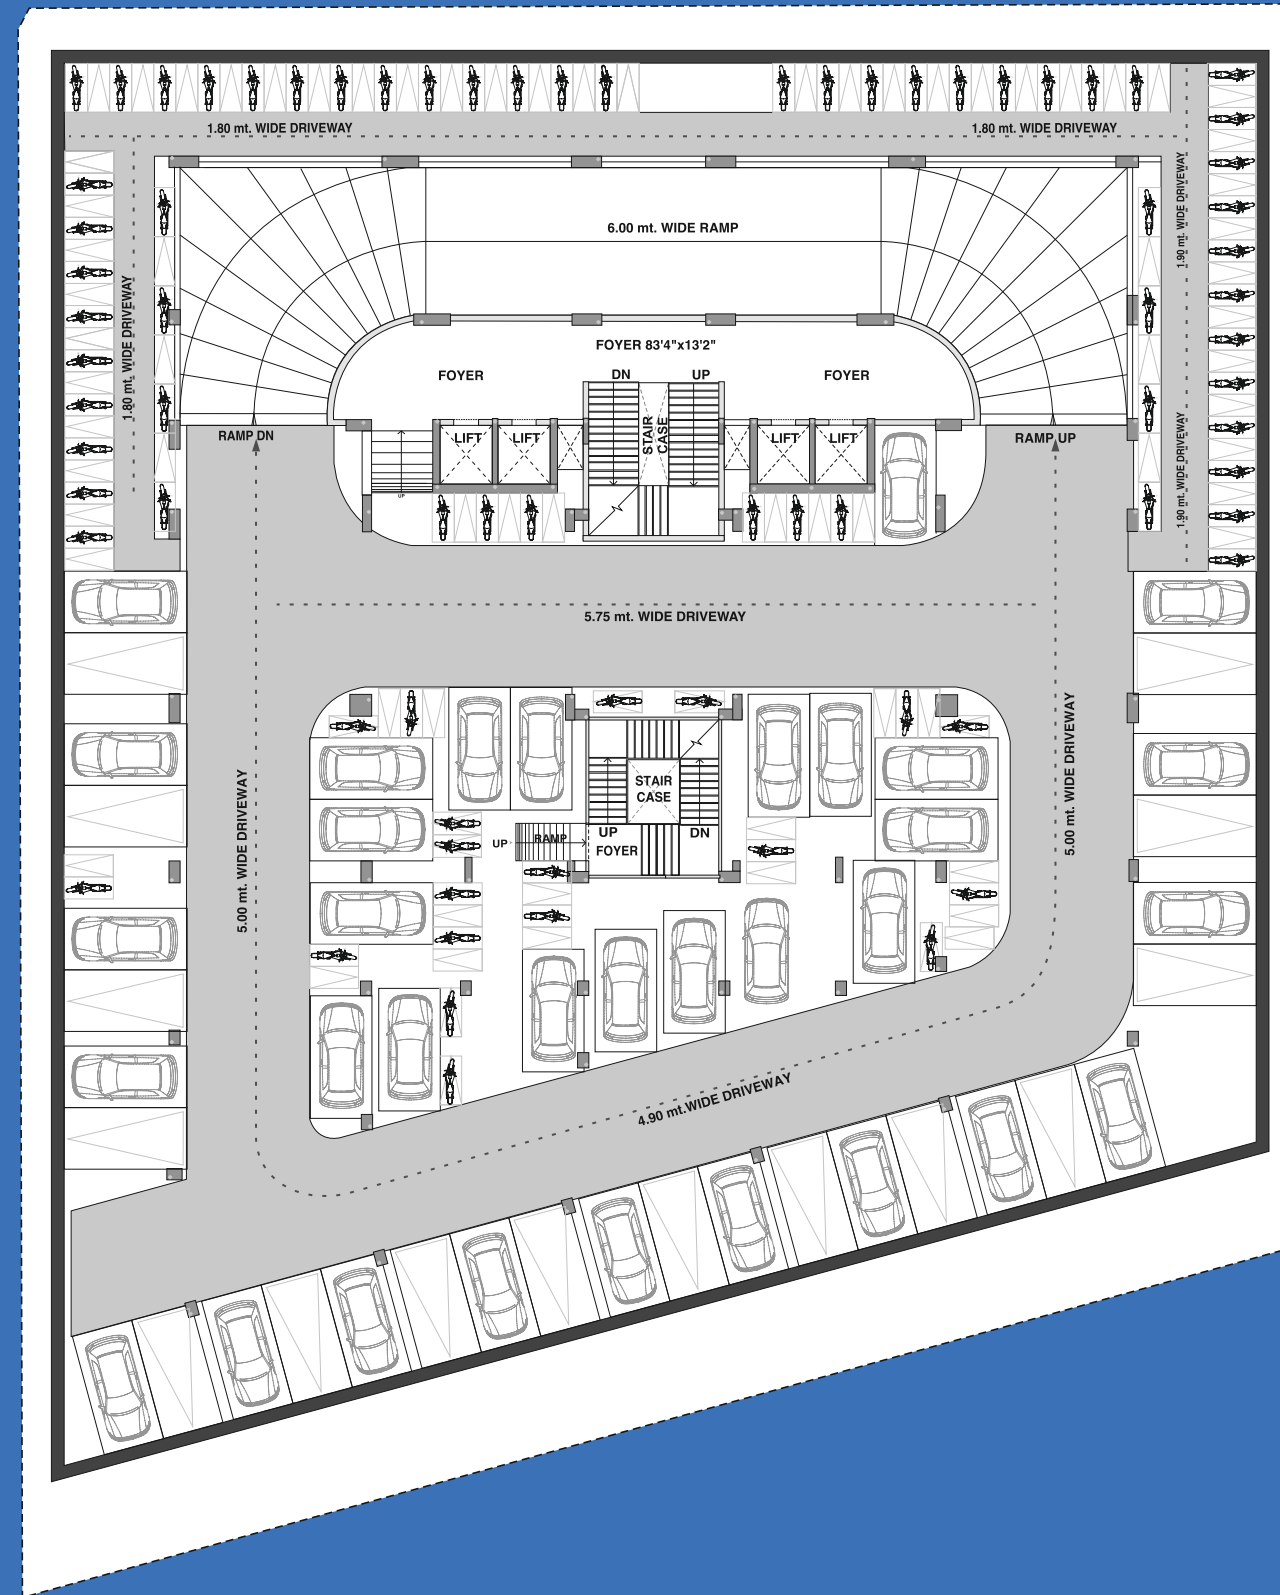 1.80 mt. WIDE DRIVEWAY
1.80 mt. WIDE DRIVEWAY
1.90 mt. WIDE DRIVEWAY
6.00 mt. WIDE RAMP
1.80 mt. WIDE DRIVEWAY
FOYER 83'4"x13'2"
FOYER
DN
UP
FOYER
RAMP DN
LIFT
LIFT
STAIR
CASE
LIFT
LIFT
RAMP UP
1.90 mt. WIDE DRIVEWAY
UP
5.75 mt. WIDE DRIVEWAY
5.00 mt. WIDE DRIVEWAY
STAIR
CASE
5.00 mt. WIDE DRIVEWAY
UP
RAMP
UP
DN
FOYER
4.90 mt.WIDE DRIVEWAY